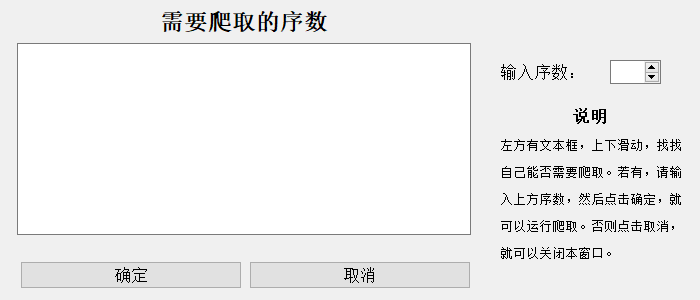 需要爬取的序数
输入序数：
说明
左方有文本框，上下滑动，找找
自己能否需要爬取。若有，请输
入上方序数，然后点击确定，就
可以运行爬取。否则点击取消，
就可以关闭本窗口。
确定
取消